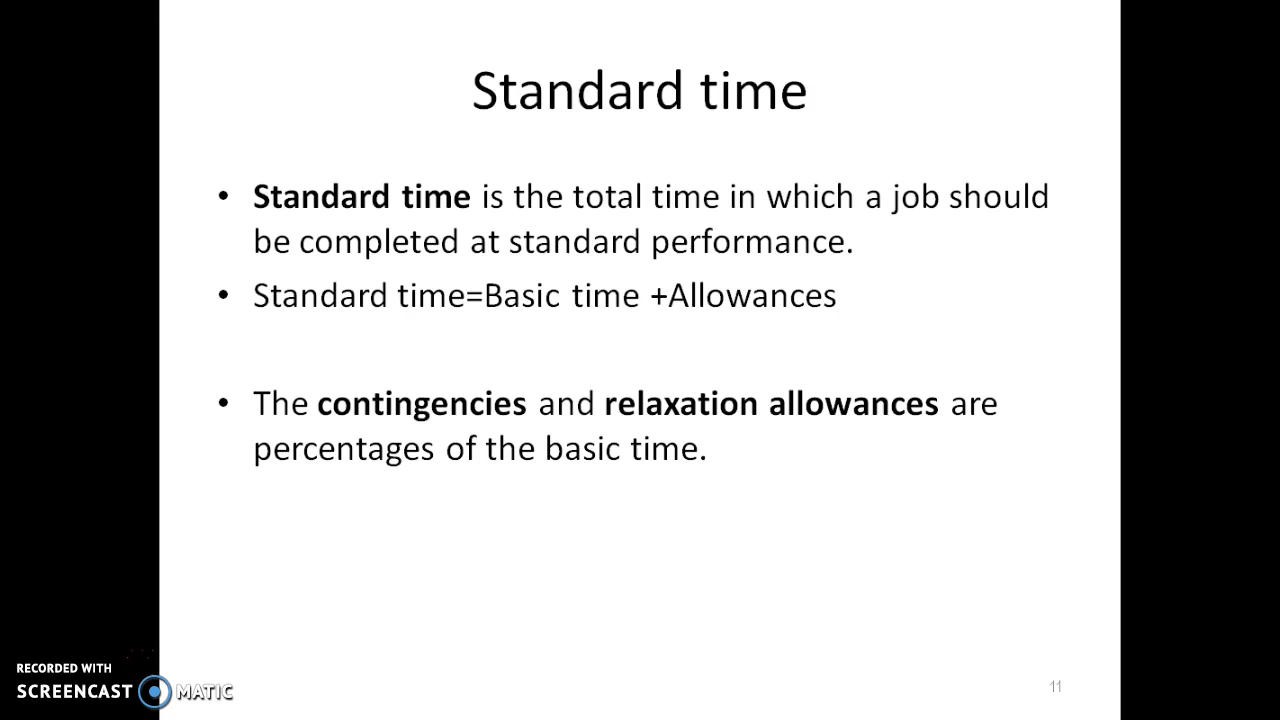 Standard time
• Standard time is the total time in which a job should
be completed at standard performance.
• Standard time=Basic time +Allowances
• The contingencies and relaxation allowances are
percentages of the basic time.
RECORDED WITH
SCREENCAST MATIC
11